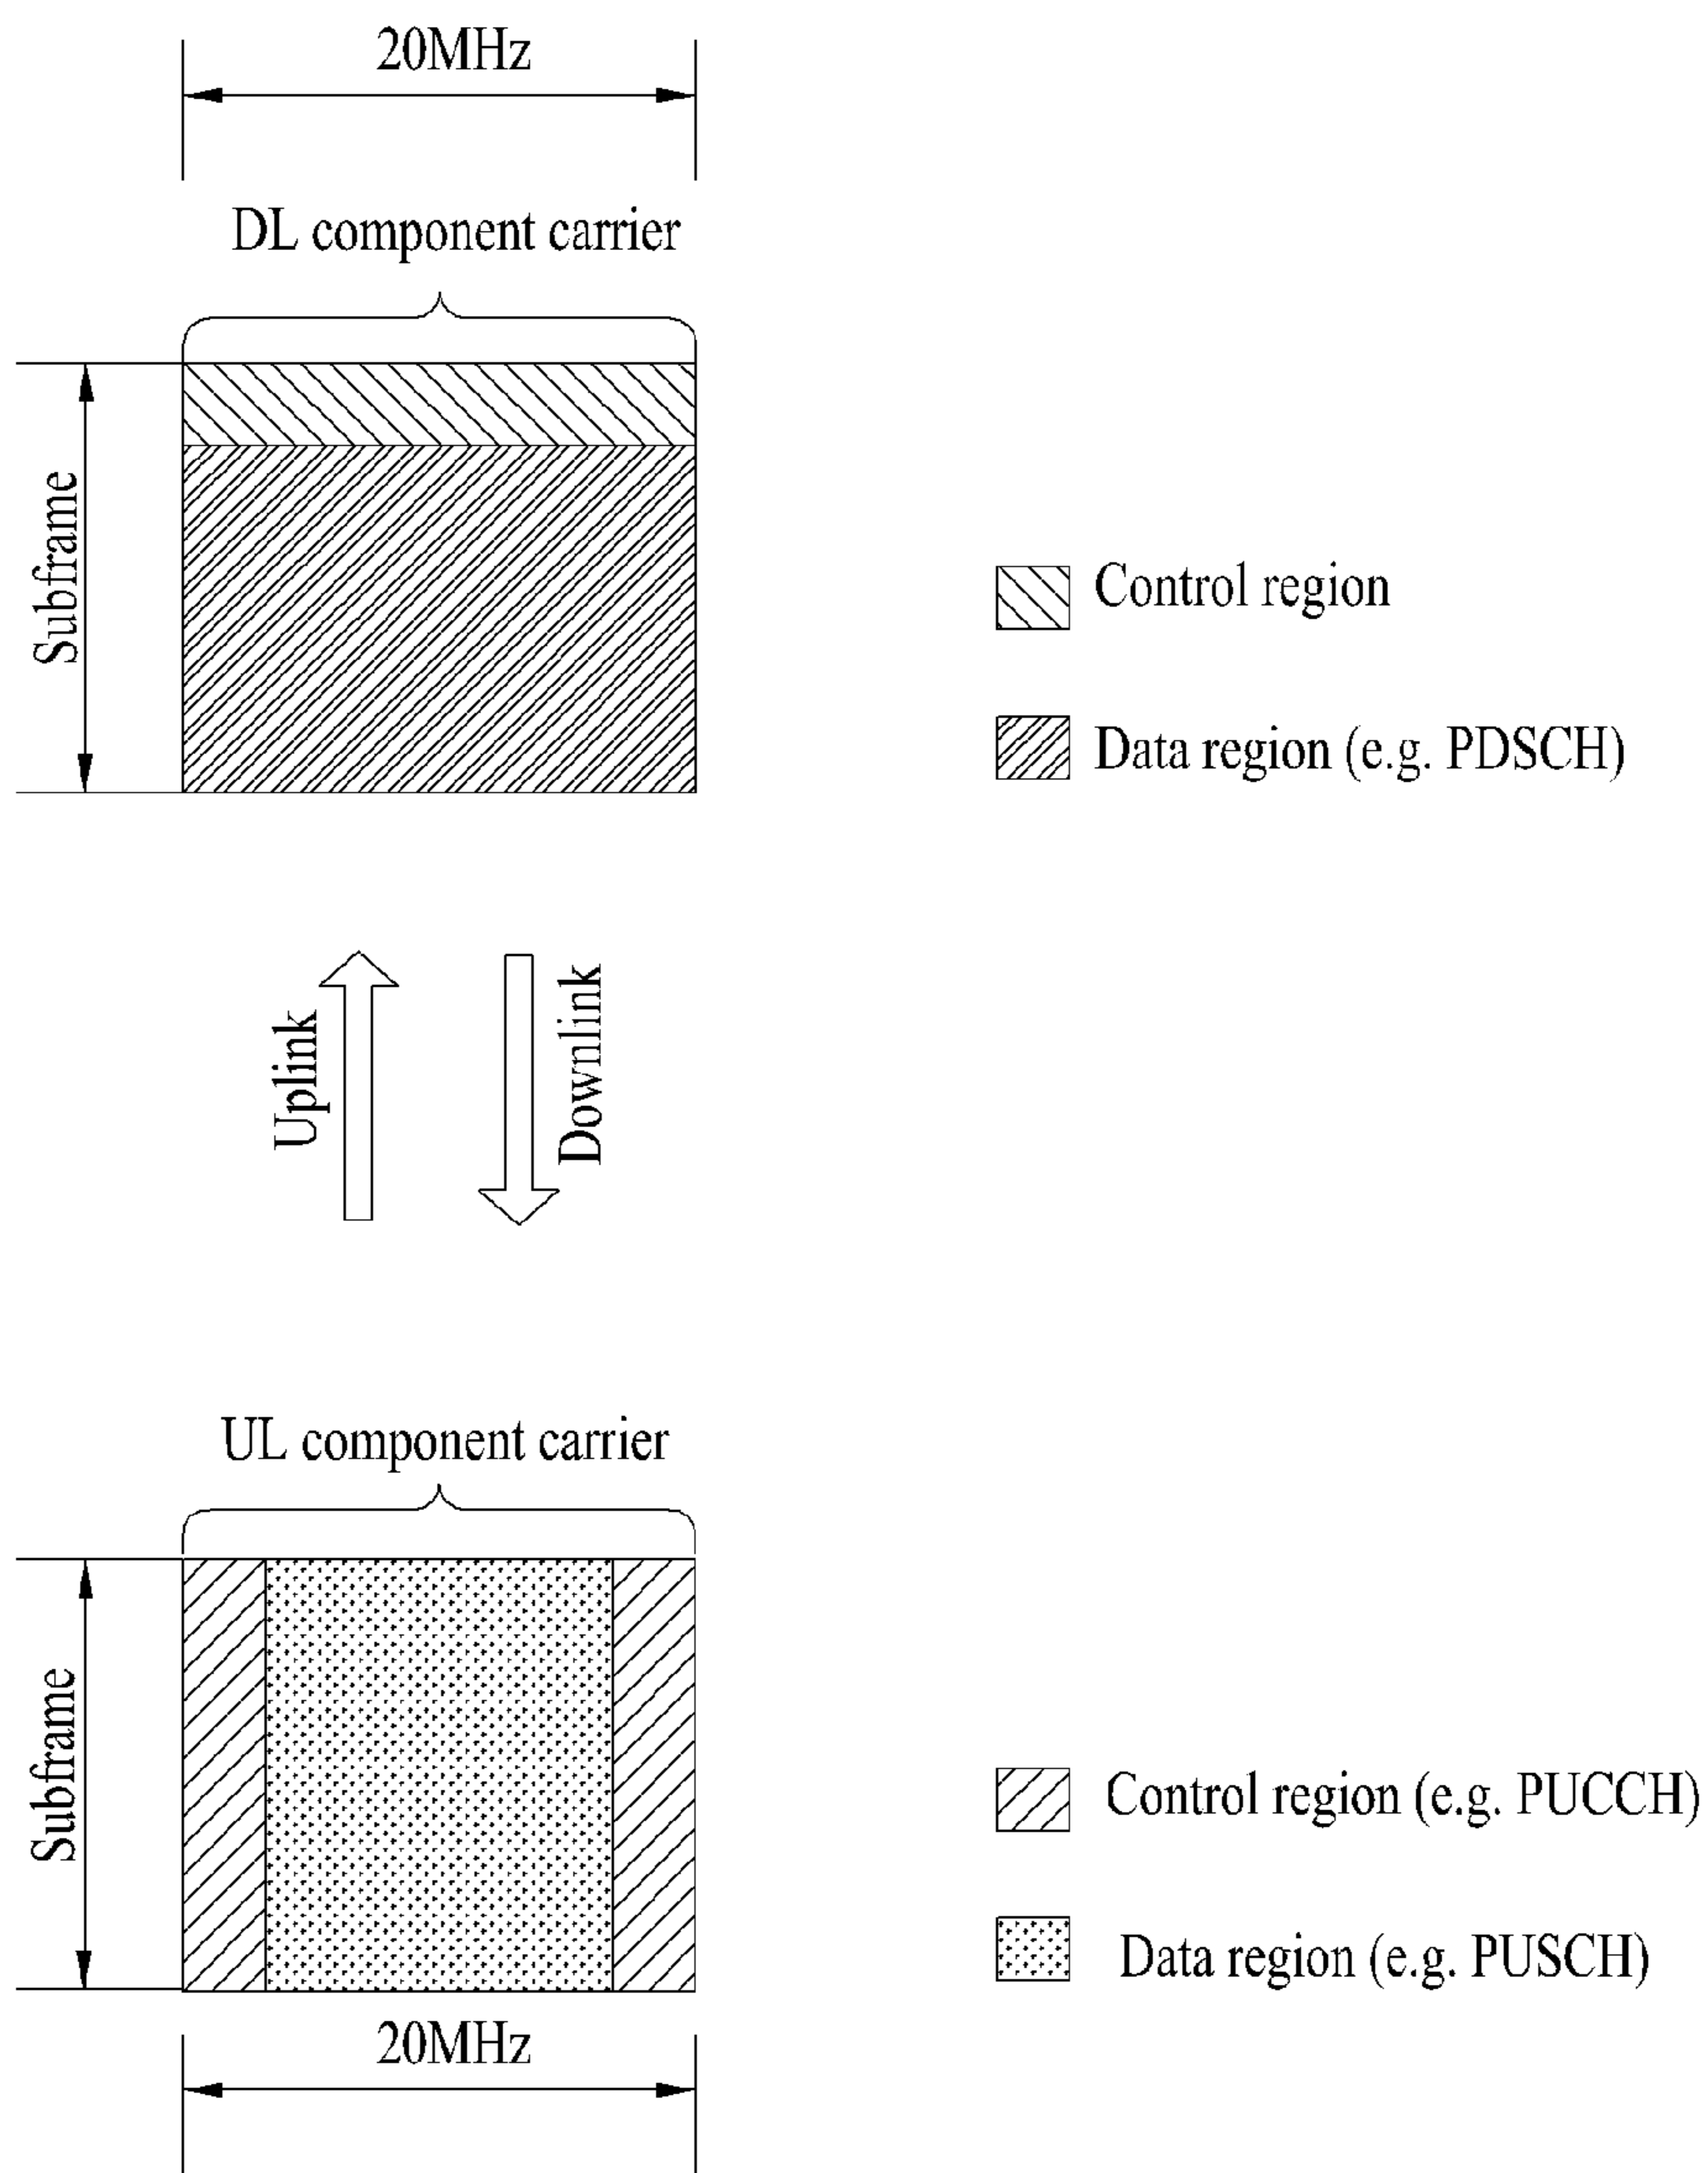 20MHz
DL component carrier
Subframe
Control region
Data region (e.g. PDSCH)
Uplink
Downlink
UL component carrier
Subframe
Control region (e.g. PUCCH)
Data region (e.g. PUSCH)
20MHz